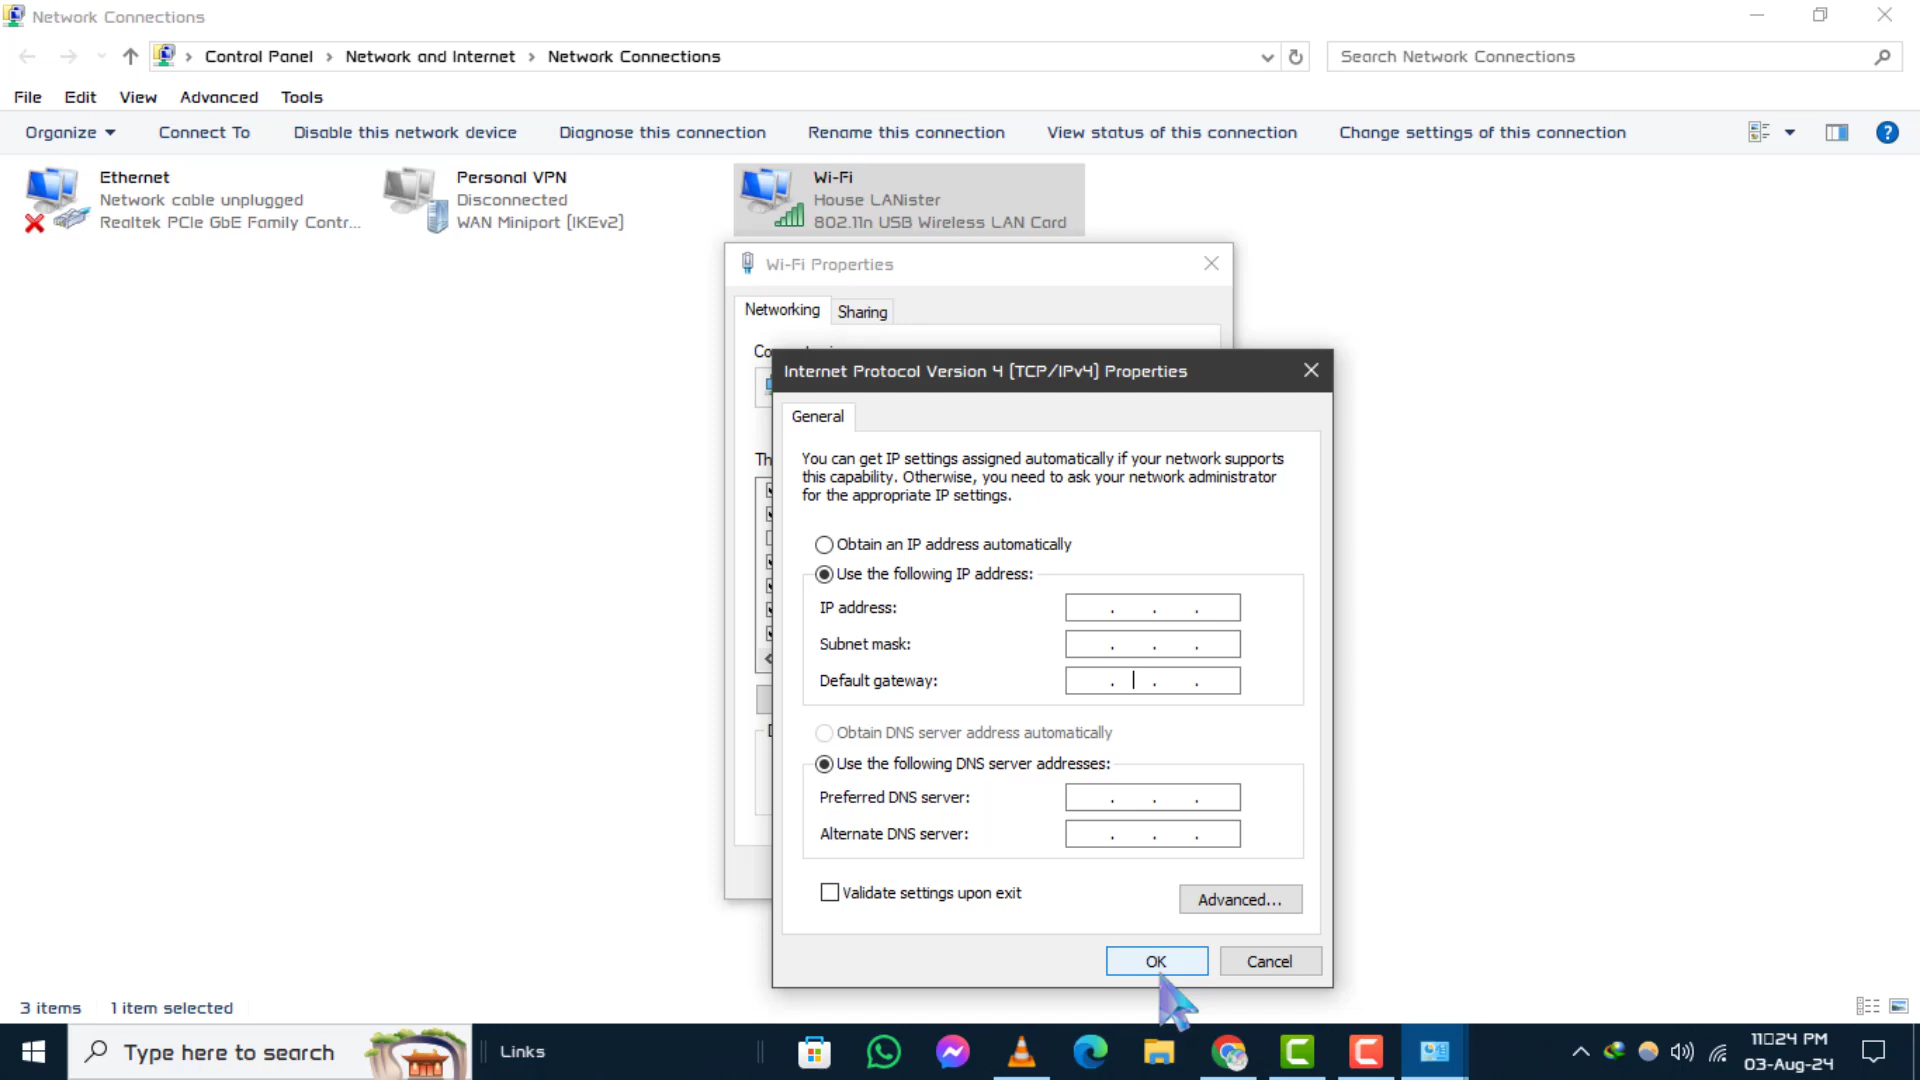 Network Connections
Control Panel › Network and Internet › Network Connections
Search Network Connections
File Edit View Advanced Tools
Organize Connect To Disable this network device Diagnose this connection Rename this connection View status of this connection Change settings of this connection
Ethernet
Network cable unplugged
Realtek PCIe GbE Family Contr...
Personal VPN
Disconnected
WAN Miniport (IKEv2)
Wi-Fi
House LANister
802.11n USB Wireless LAN Card
Wi-Fi Properties
Networking Sharing
Internet Protocol Version 4 (TCP/IPv4) Properties
General
You can get IP settings assigned automatically if your network supports
this capability. Otherwise, you need to ask your network administrator
for the appropriate IP settings.
Obtain an IP address automatically
Use the following IP address:
IP address:
Subnet mask:
Default gateway:
Obtain DNS server address automatically
Use the following DNS server addresses:
Preferred DNS server:
Alternate DNS server:
Validate settings upon exit
Advanced...
OK Cancel
3 items 1 item selected
Type here to search
Links
11□24 PM
03-Aug-24